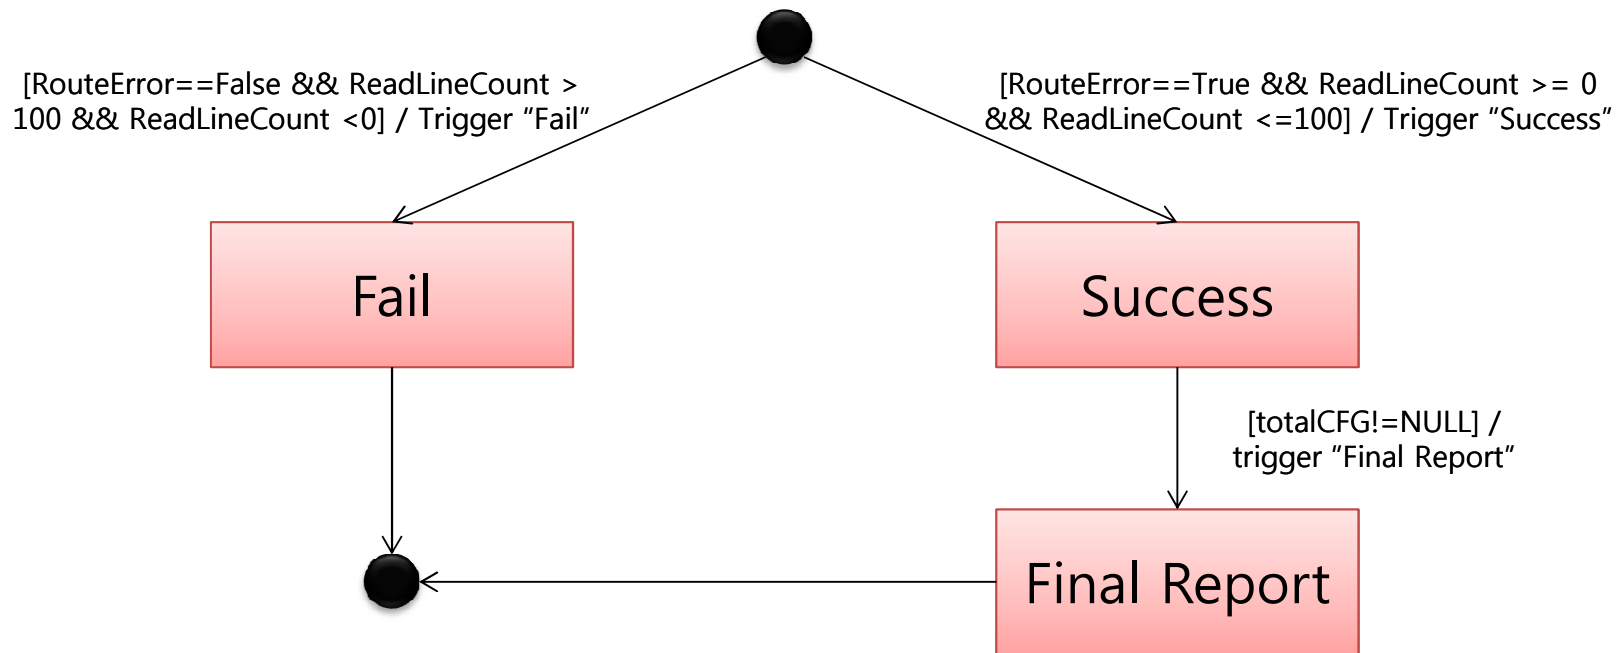 [RouteError==False && ReadLineCount >
100 && ReadLineCount <0] / Trigger “Fail”
[RouteError==True && ReadLineCount >= 0
&& ReadLineCount <=100] / Trigger “Success”
Fail
Success
[totalCFG!=NULL] /
trigger “Final Report”
Final Report